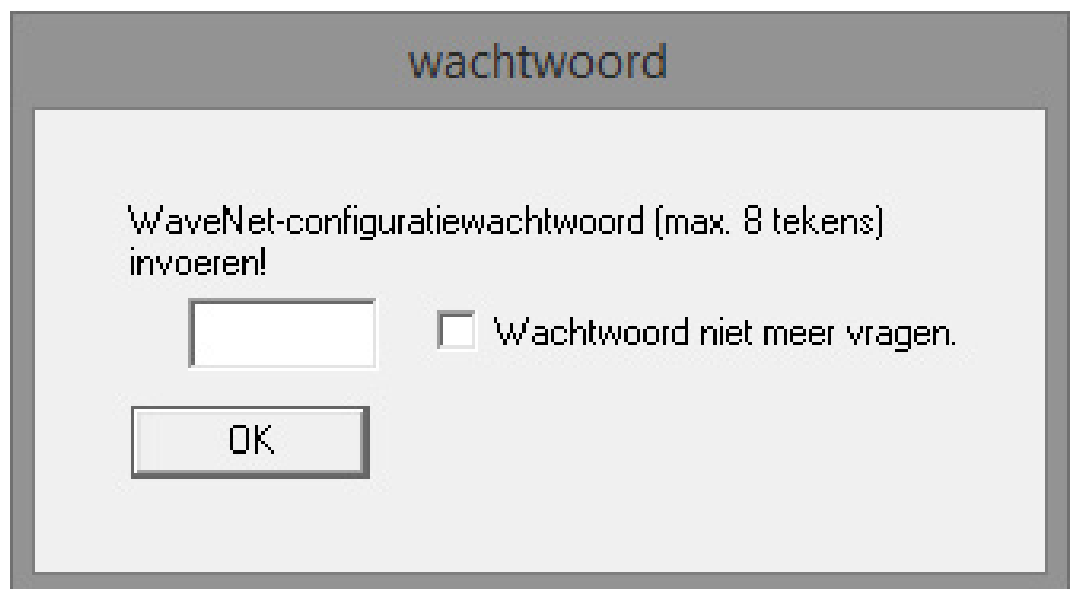 wachtwoord
WaveNet-configuratiewachtwoord (max. 8 tekens)
invoeren!
Wachtwoord niet meer vragen.
OK